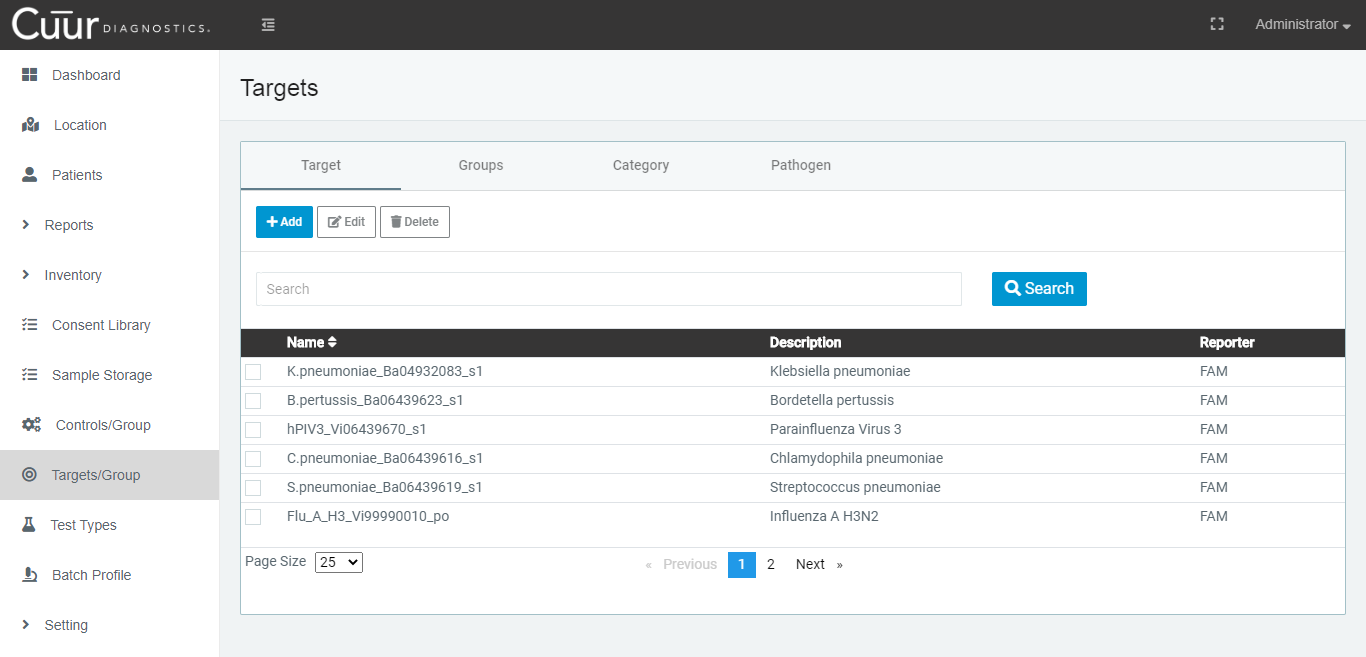 Cuūr DIAGNOSTICS.
Administrator
Dashboard
Location
Patients
Reports
Inventory
Consent Library
Sample Storage
Controls/Group
Targets/Group
Test Types
Batch Profile
Setting
Targets
Target Groups Category Pathogen
Add Edit Delete
Search Search
Name Description Reporter
K.pneumoniae_Ba04932083_s1 Klebsiella pneumoniae FAM
B.pertussis_Ba06439623_s1 Bordetella pertussis FAM
hPIV3_Vi06439670_s1 Parainfluenza Virus 3 FAM
C.pneumoniae_Ba06439616_s1 Chlamydophila pneumoniae FAM
S.pneumoniae_Ba06439619_s1 Streptococcus pneumoniae FAM
Flu_A_H3_Vi99990010_po Influenza A H3N2 FAM
Page Size 25 « Previous 1 2 Next »